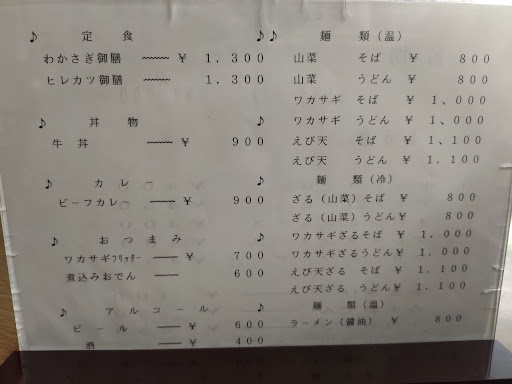 ♪ 定 食 ♪
わかさぎ御膳 ~~~~ ¥ 1.300
ヒレカツ御膳 ~~~~ 1.300
♪ 丼 物 ♪
牛 丼 ~~~~ ¥ 900
♪ カ レ ー ♪
ビーフカレー ~~~~ ¥ 900
♪ お つ ま み ♪
ワカサギフリッター ~~~~ ¥ 700
煮込みおでん ~~~~ 600
♪ ア ル コ ー ル ♪
ビ ー ル ~~~~ ¥ 600
酒 ~~~~ ¥ 400
♪ 麺 類(温)
山菜 そば ¥ 800
山菜 うどん ¥ 800
ワカサギ そば ¥ 1,000
ワカサギ うどん ¥ 1.000
えび天 そば ¥ 1,100
えび天 うどん ¥ 1.100
麺 類(冷)
ざる(山菜)そば ¥ 800
ざる(山菜)うどん¥ 800
ワカサギざるそば ¥ 1.000
ワカサギざるうどん¥ 1.000
えび天ざる そば ¥ 1.100
えび天ざる うどん ¥ 1.100
麺 類(温)
ラーメン(醤油) ¥ 800